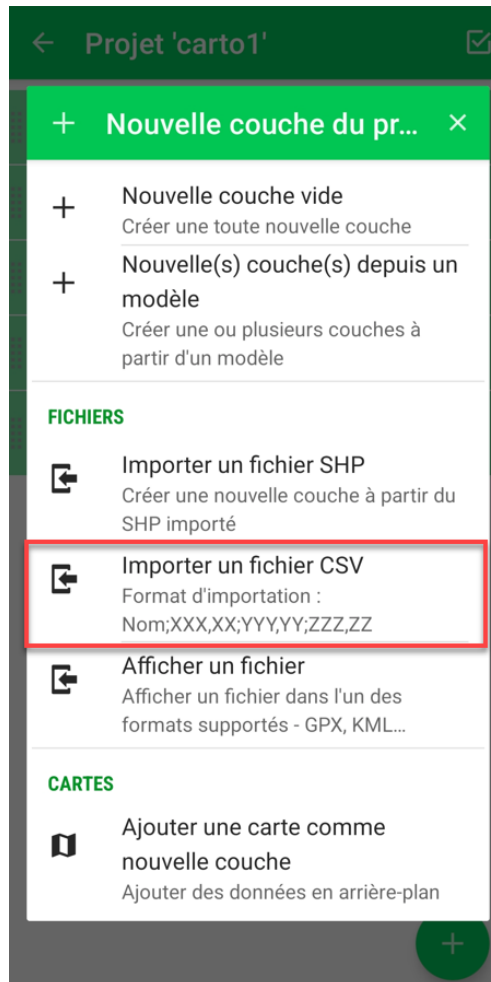 Projet 'carto1'
Nouvelle couche du pr...
Nouvelle couche vide
Créer une toute nouvelle couche
Nouvelle(s) couche(s) depuis un
modèle
Créer une ou plusieurs couches à
partir d'un modèle
FICHIERS
Importer un fichier SHP
Créer une nouvelle couche à partir du
SHP importé
Importer un fichier CSV
Format d'importation :
Nom;XXX,XX;YYY,YY;ZZZ,ZZ
Afficher un fichier
Afficher un fichier dans l'un des
formats supportés - GPX, KML...
CARTES
Ajouter une carte comme
nouvelle couche
Ajouter des données en arrière-plan